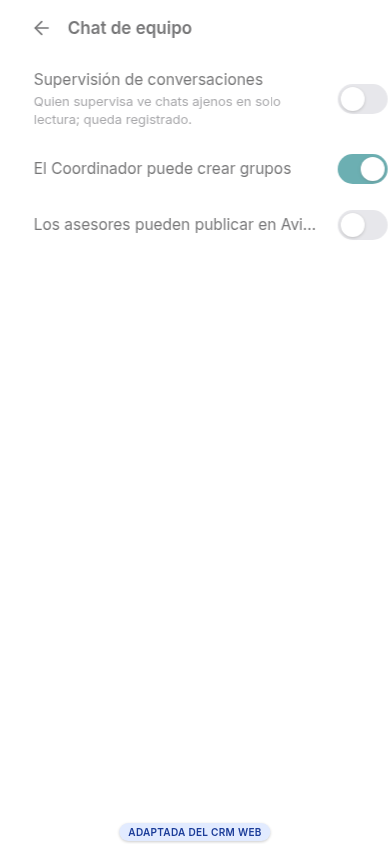 Chat de equipo
Supervisión de conversaciones
Quien supervisa ve chats ajenos en solo
lectura; queda registrado.
El Coordinador puede crear grupos
Los asesores pueden publicar en Avi...
ADAPTADA DEL CRM WEB